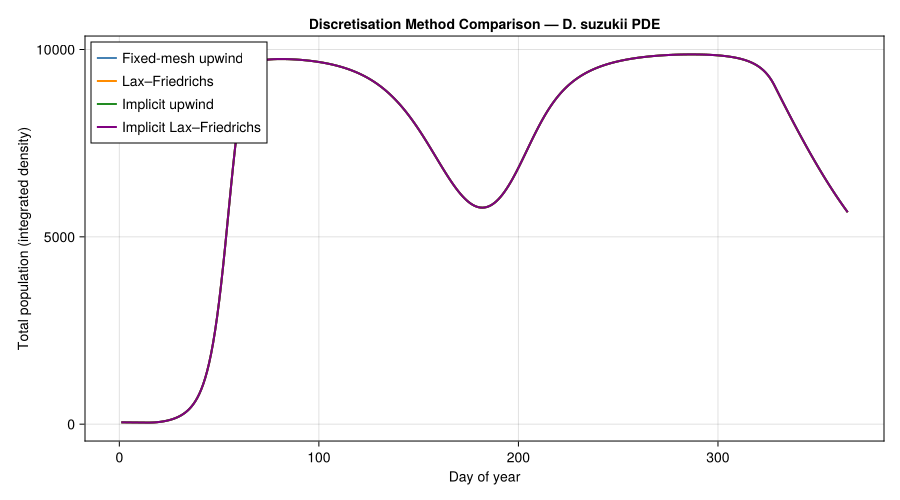 Discretisation Method Comparison — D. suzukii PDE
Fixed-mesh upwind
Lax–Friedrichs
Implicit upwind
Implicit Lax–Friedrichs
Total population (integrated density)
10000
5000
0
0 100 200 300
Day of year